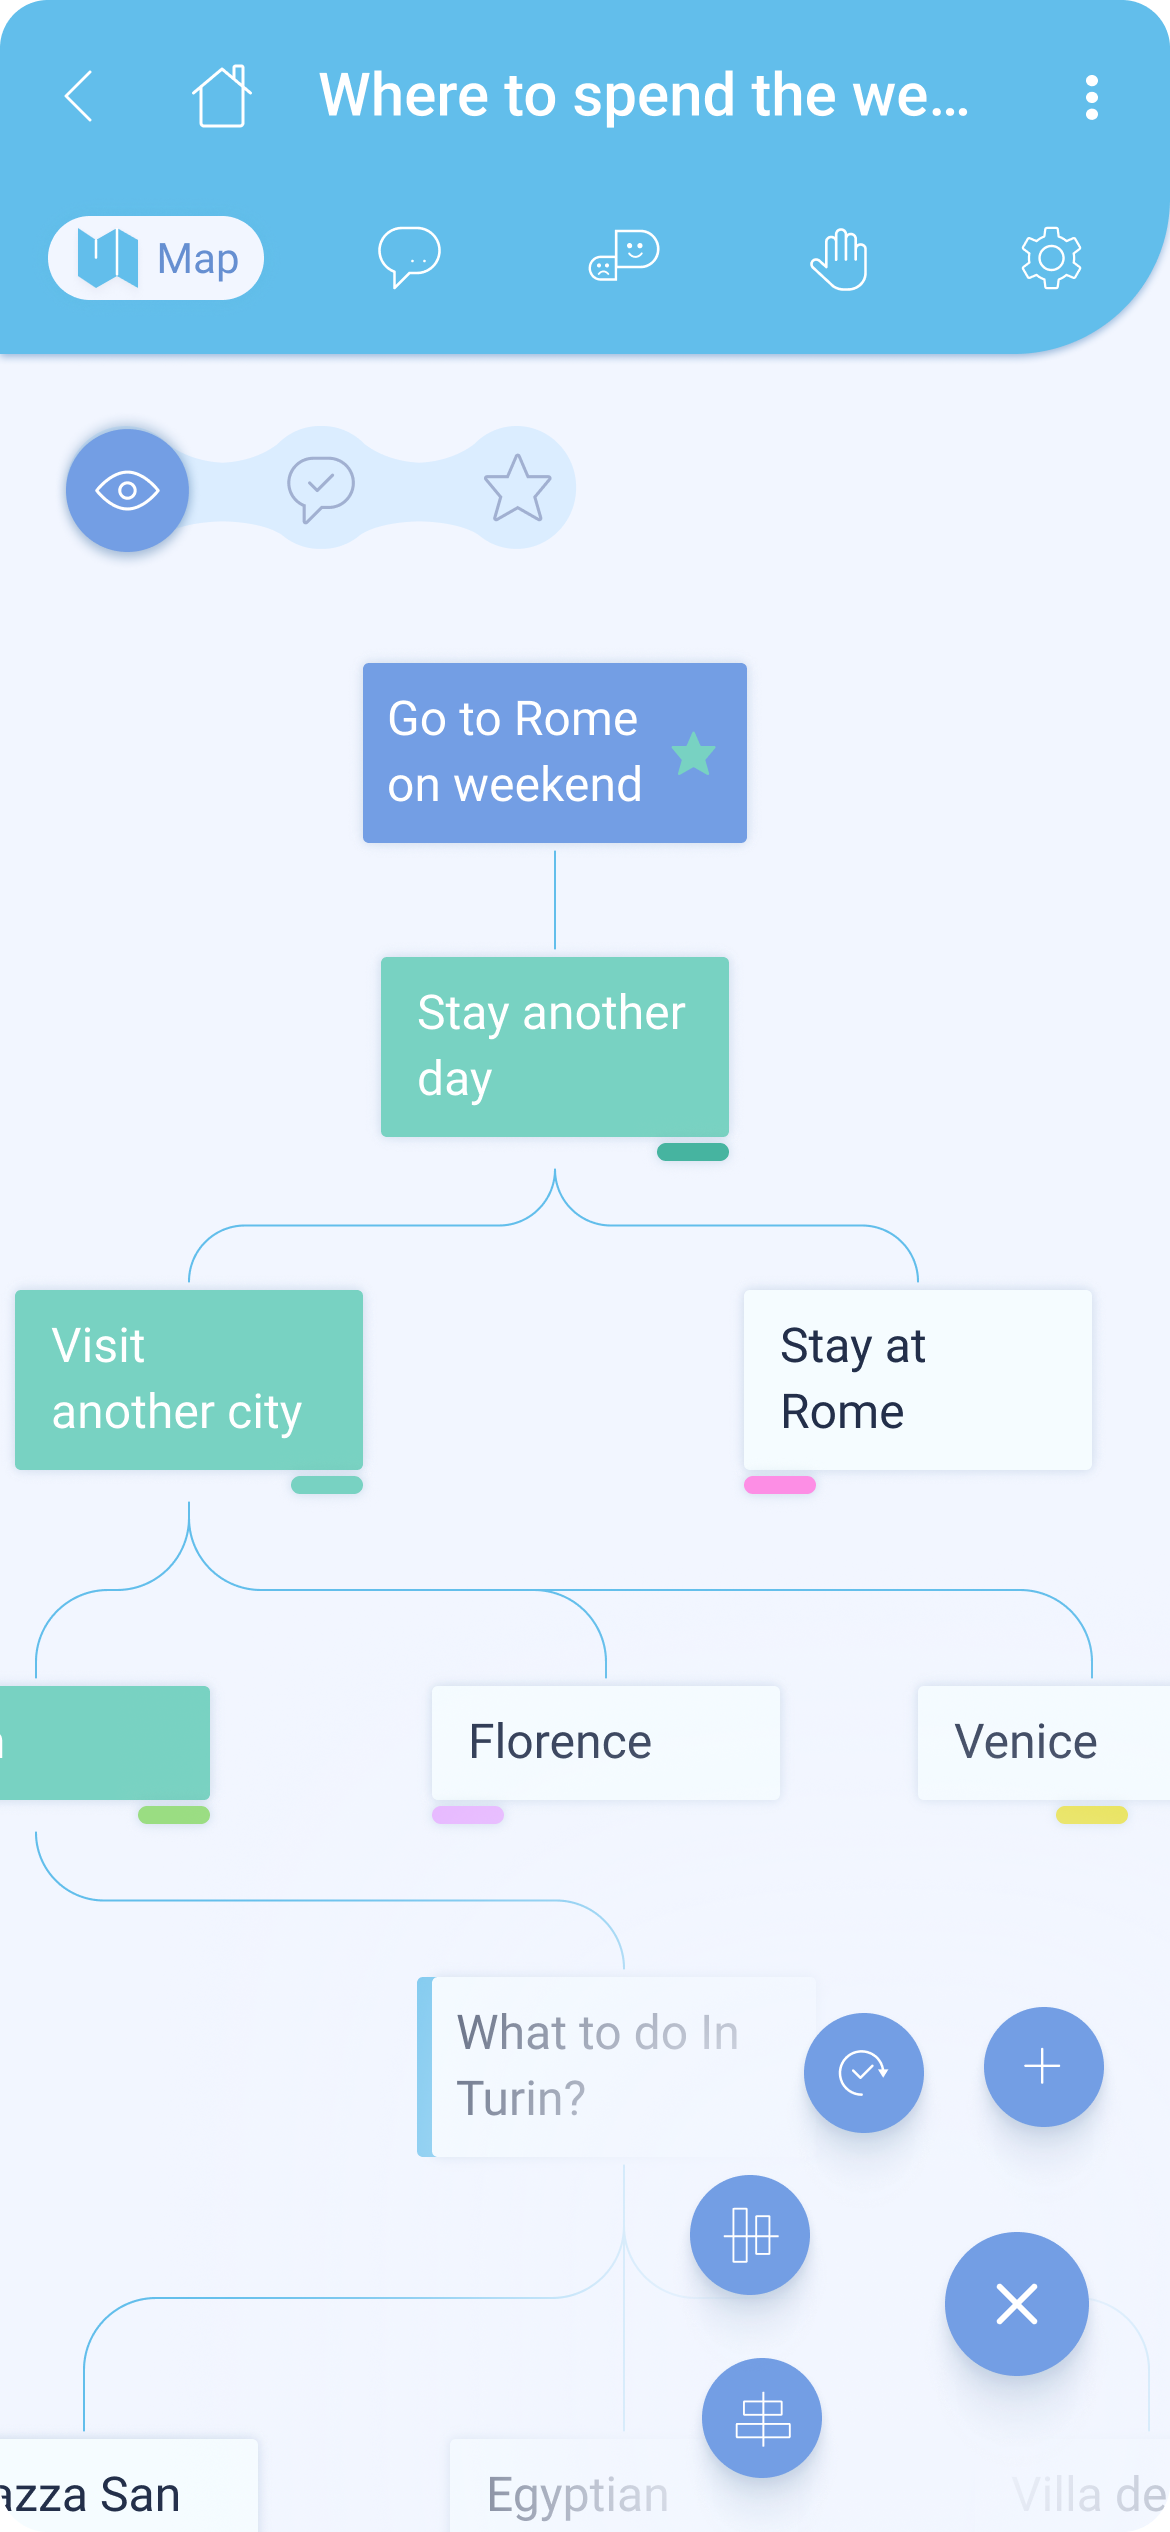 Where to spend the we...
Map
Go to Rome
on weekend
Stay another
day
Visit
another city
Stay at
Rome
Florence
Venice
What to do In
Turin?
San
Egyptian
Villa de